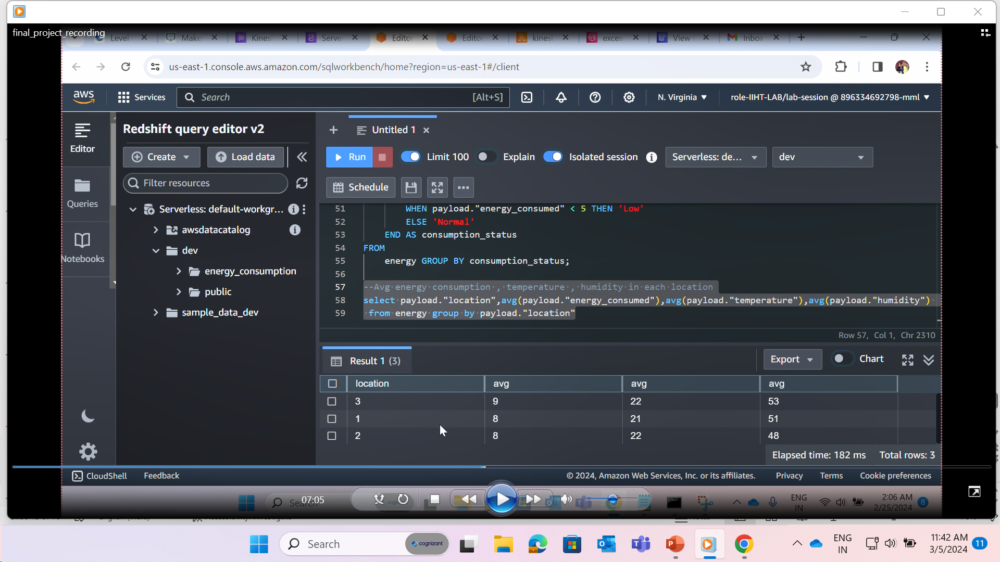 final_project_recording
Level
Make
Kinesi
Serve
Editor
Editor
kinesi
exces
View
Inbox
us-east-1.console.aws.amazon.com/sqlworkbench/home?region=us-east-1#/client
aws
Services
Search
[Alt+S]
N. Virginia
role-IIHT-LAB/lab-session @ 896334692798-mml
Editor
Queries
Notebooks
Redshift query editor v2
Create
Load data
Filter resources
Serverless: default-workgr...
awsdatacatalog
dev
energy_consumption
public
sample_data_dev
Untitled 1
Run
Limit 100
Explain
Isolated session
Serverless: de...
dev
Schedule
51 WHEN payload."energy_consumed" < 5 THEN 'Low'
52 ELSE 'Normal'
53 END AS consumption_status
54 FROM
55 energy GROUP BY consumption_status;
56
57 --Avg energy consumption , temperature , humidity in each location
58 select payload."location",avg(payload."energy_consumed"),avg(payload."temperature"),avg(payload."humidity")
59 from energy group by payload."location"
Row 57, Col 1, Chr 2310
Result 1 (3)
Export
Chart
location avg avg avg
3 9 22 53
1 8 21 51
2 8 22 48
Elapsed time: 182 ms Total rows: 3
CloudShell
Feedback
© 2024, Amazon Web Services, Inc. or its affiliates.
Privacy
Terms
Cookie preferences
07:05
ENG
IN
2:06 AM
2/25/2024
8
Search
cognizant
ENG
IN
11:42 AM
3/5/2024
11